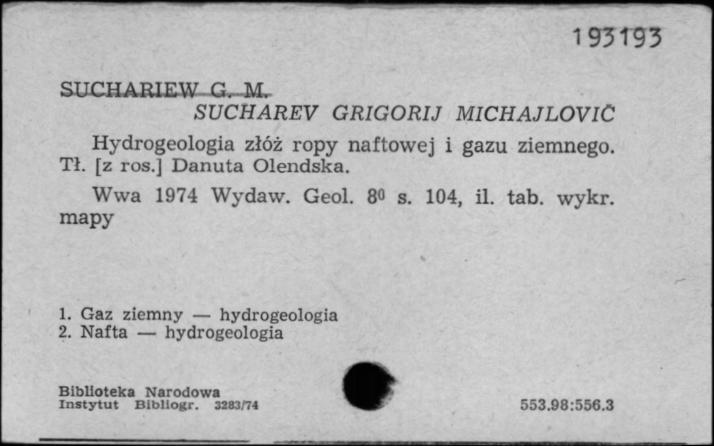 193193
SUCHARIEW G. M.
SUCHAREV GRIGORIJ MICHAJLOVIČ
Hydrogeologia złóż ropy naftowej i gazu ziemnego.
Tł. [z ros.] Danuta Olendska.
Wwa 1974 Wydaw. Geol. 8⁰ s. 104, il. tab. wykr.
mapy
1. Gaz ziemny — hydrogeologia
2. Nafta — hydrogeologia
Biblioteka Narodowa
Instytut Bibliogr. 3283/74
553.98:556.3